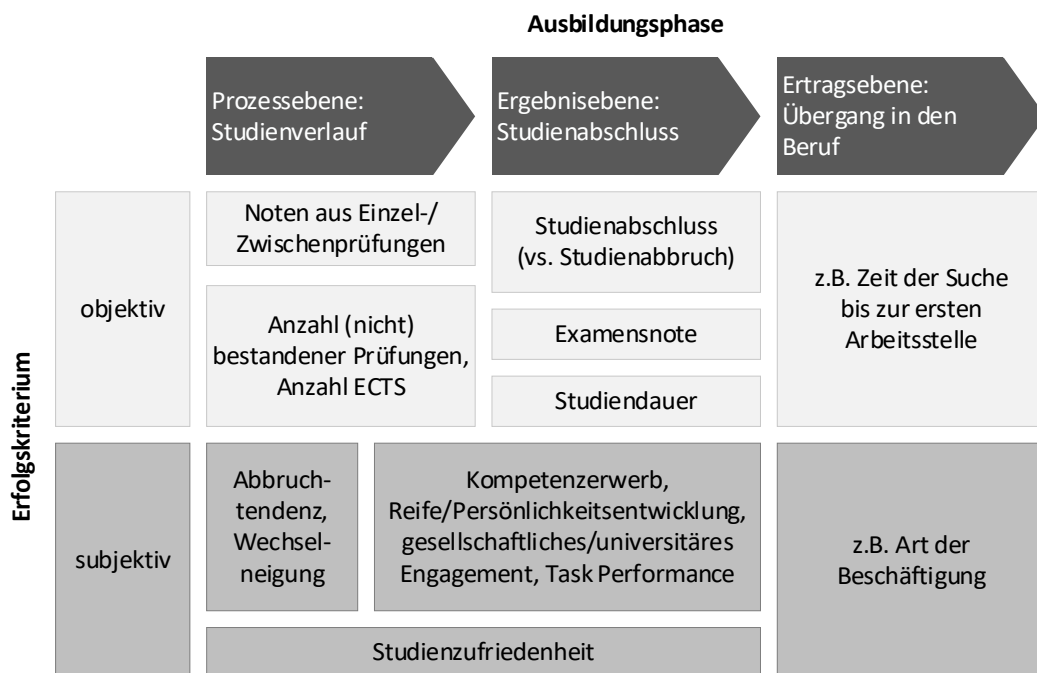 Ausbildungsphase
Prozessebene:
Studienverlauf
Ergebnisebene:
Studienabschluss
Ertragsebene:
Übergang in den
Beruf
Erfolgskriterium
objektiv
Noten aus Einzel-/
Zwischenprüfungen
Anzahl (nicht)
bestandener Prüfungen,
Anzahl ECTS
Studienabschluss
(vs. Studienabbruch)
Examensnote
Studiendauer
z.B. Zeit der Suche
bis zur ersten
Arbeitsstelle
subjektiv
Abbruch-
tendenz,
Wechsel-
neigung
Kompetenzerwerb,
Reife/Persönlichkeitsentwicklung,
gesellschaftliches/universitäres
Engagement, Task Performance
Studienzufriedenheit
z.B. Art der
Beschäftigung